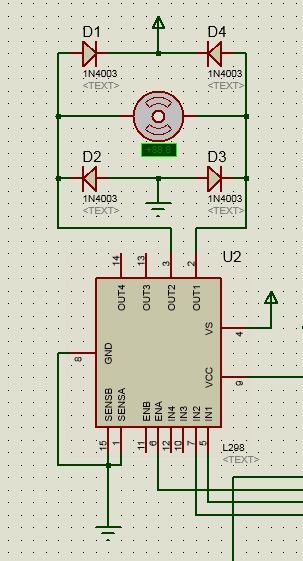 D1
D4
1N4003
<TEXT>
1N4003
<TEXT>
D2
D3
1N4003
<TEXT>
1N4003
<TEXT>
U2
14
13
3
2
OUT4
OUT3
OUT2
OUT1
VS
4
8
GND
VCC
9
SENSB
SENSA
ENB
ENA
IN4
IN3
IN2
IN1
15
1
11
6
12
10
7
5
L298
<TEXT>